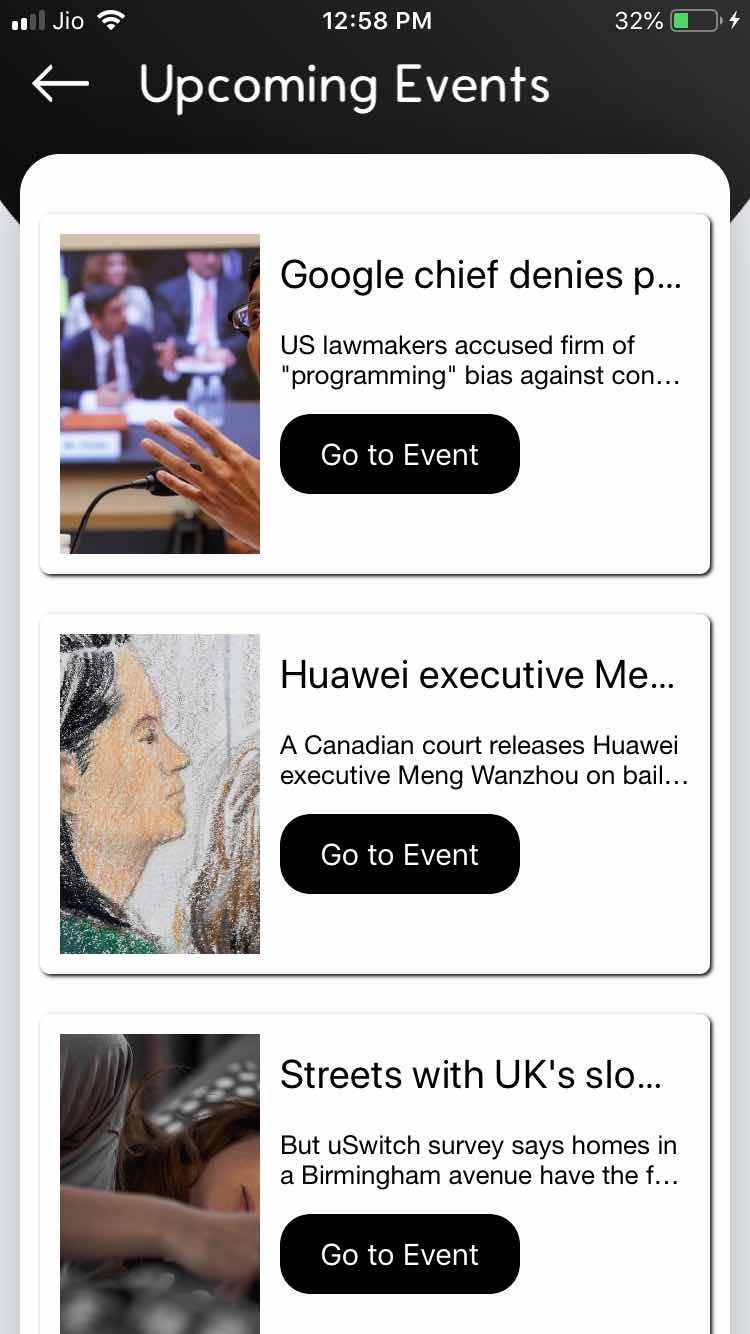 Jio 12:58 PM 32%
Upcoming Events
Google chief denies p...
US lawmakers accused firm of
"programming" bias against con...
Go to Event
Huawei executive Me...
A Canadian court releases Huawei
executive Meng Wanzhou on bail...
Go to Event
Streets with UK's slo...
But uSwitch survey says homes in
a Birmingham avenue have the f...
Go to Event